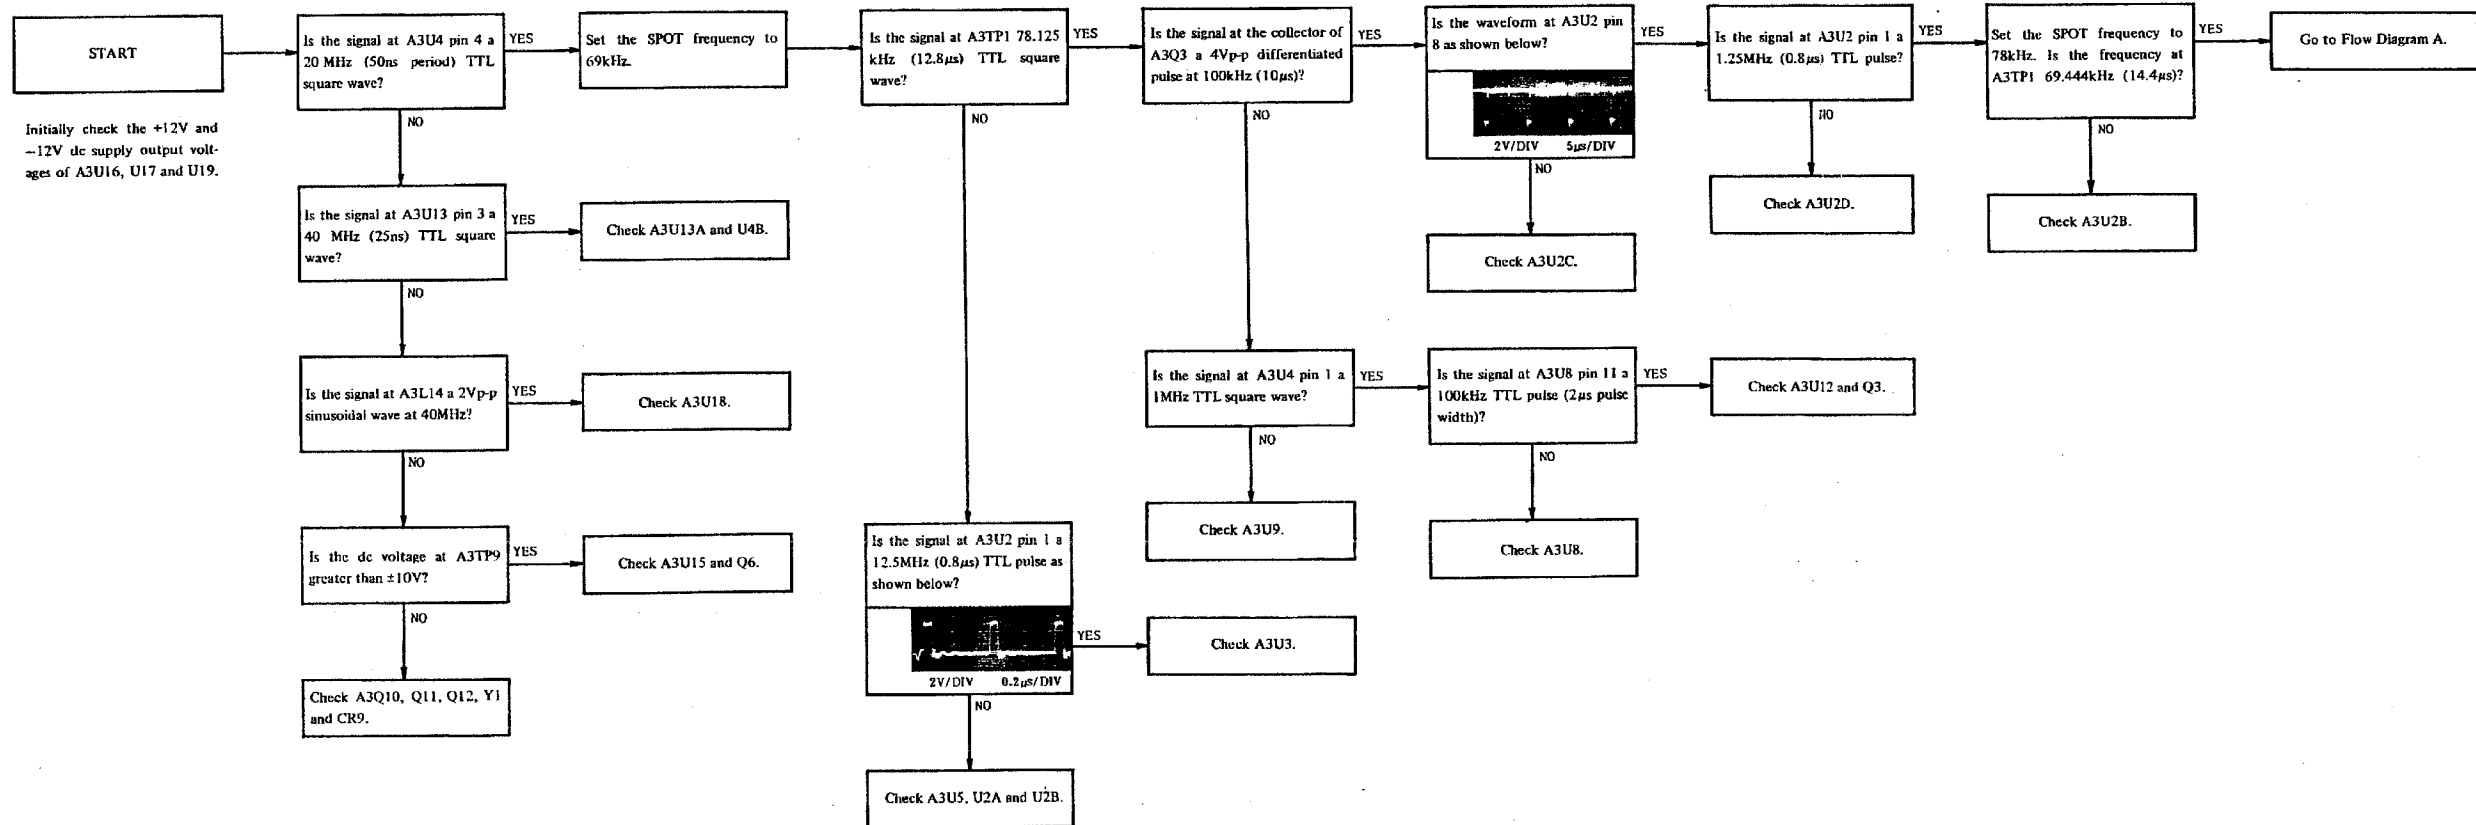 START
Initially check the +12V and
−12V dc supply output volt-
ages of A3U16, U17 and U19.
Is the signal at A3U4 pin 4 a
20 MHz (50ns period) TTL
square wave?
YES
NO
Set the SPOT frequency to
69kHz.
Is the signal at A3U13 pin 3 a
40 MHz (25ns) TTL square
wave?
YES
NO
Check A3U13A and U4B.
Is the signal at A3L14 a 2Vp-p
sinusoidal wave at 40MHz?
YES
NO
Check A3U18.
Is the dc voltage at A3TP9
greater than ±10V?
YES
NO
Check A3U15 and Q6.
Check A3Q10, Q11, Q12, Y1
and CR9.
Is the signal at A3TP1 78.125
kHz (12.8μs) TTL square
wave?
YES
NO
Is the signal at A3U2 pin 1 a
12.5MHz (0.8μs) TTL pulse as
shown below?
2V/DIV 0.2μs/DIV
YES
NO
Check A3U3.
Check A3U5, U2A and U2B.
Is the signal at the collector of
A3Q3 a 4Vp-p differentiated
pulse at 100kHz (10μs)?
YES
NO
Is the signal at A3U4 pin 1 a
1MHz TTL square wave?
YES
NO
Check A3U9.
Is the signal at A3U8 pin 11 a
100kHz TTL pulse (2μs pulse
width)?
YES
NO
Check A3U12 and Q3.
Check A3U8.
Is the waveform at A3U2 pin
8 as shown below?
2V/DIV 5μs/DIV
YES
NO
Check A3U2C.
Is the signal at A3U2 pin 1 a
1.25MHz (0.8μs) TTL pulse?
YES
NO
Check A3U2D.
Set the SPOT frequency to
78kHz. Is the frequency at
A3TP1 69.444kHz (14.4μs)?
YES
NO
Check A3U2B.
Go to Flow Diagram A.